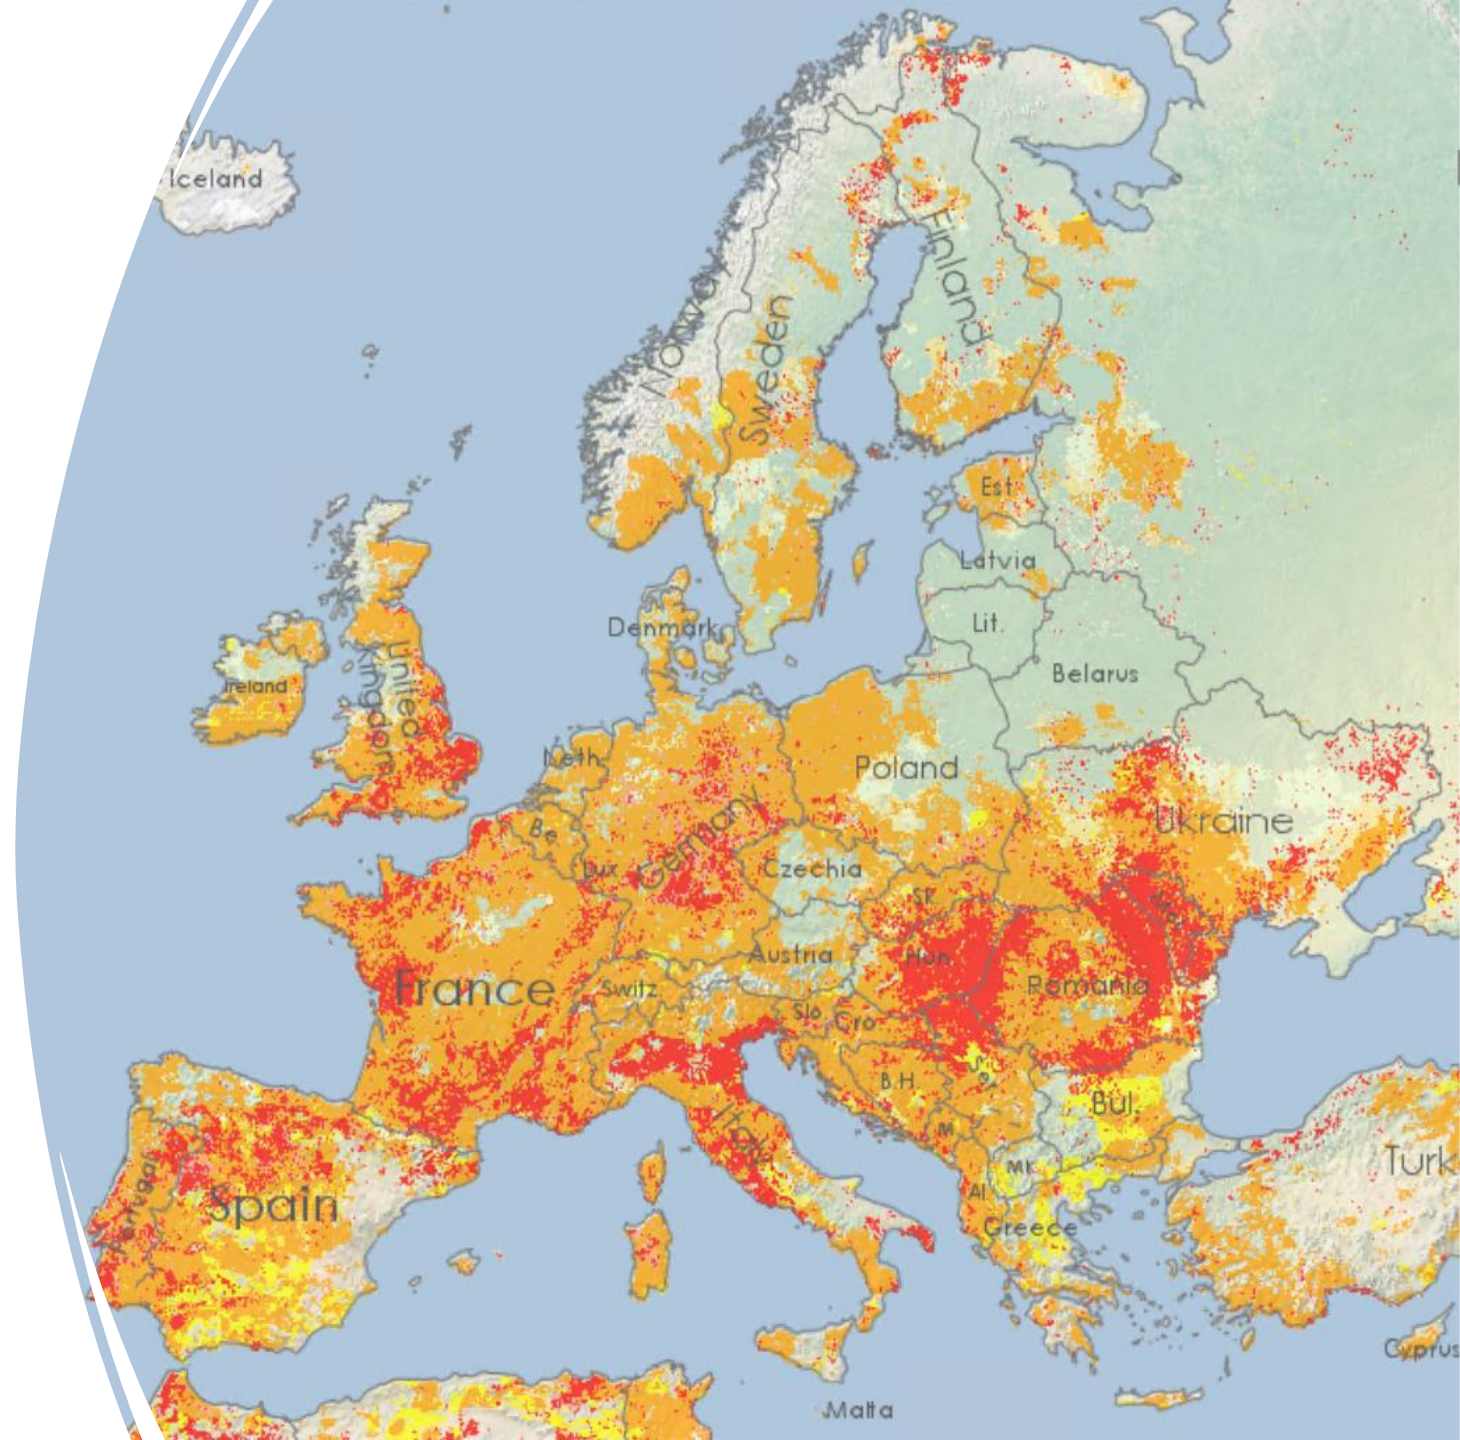 Iceland
Norway
Sweden
Finland
Est
Latvia
Lit.
Denmark
Belarus
United
Kingdom
Ireland
Neth.
Poland
Germany
Be
Lux
Czechia
Ukraine
SK
Mol
France
Switz
Austria
Hun.
Romania
Slo
Cro
B.H.
Bul.
Italy
M
MK
Al
Portugal
Spain
Greece
Turk
Malta
Cyprus